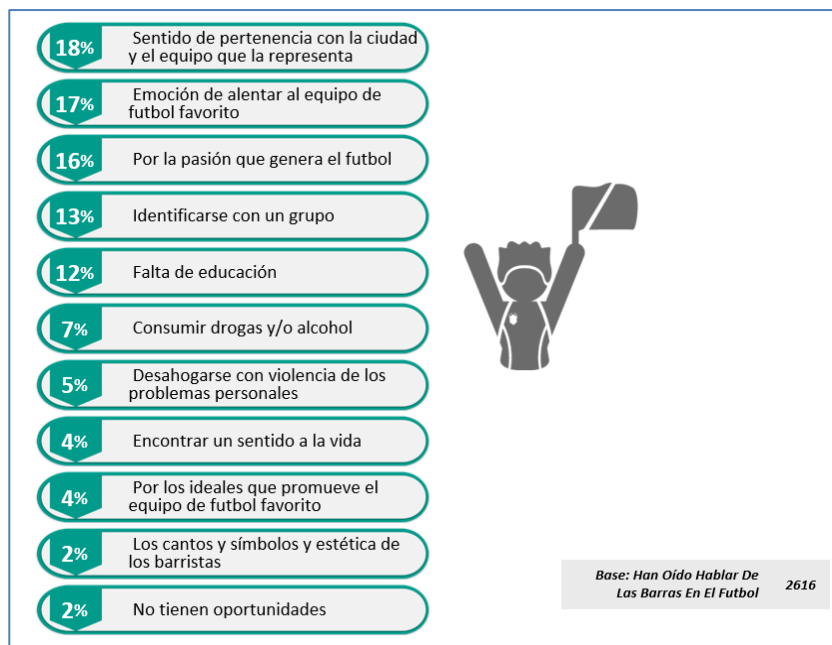 18% Sentido de pertenencia con la ciudad
y el equipo que la representa
17% Emoción de alentar al equipo de
futbol favorito
16% Por la pasión que genera el futbol
13% Identificarse con un grupo
12% Falta de educación
7% Consumir drogas y/o alcohol
5% Desahogarse con violencia de los
problemas personales
4% Encontrar un sentido a la vida
4% Por los ideales que promueve el
equipo de futbol favorito
2% Los cantos y símbolos y estética de
los barristas
2% No tienen oportunidades
Base: Han Oído Hablar De
Las Barras En El Futbol 2616